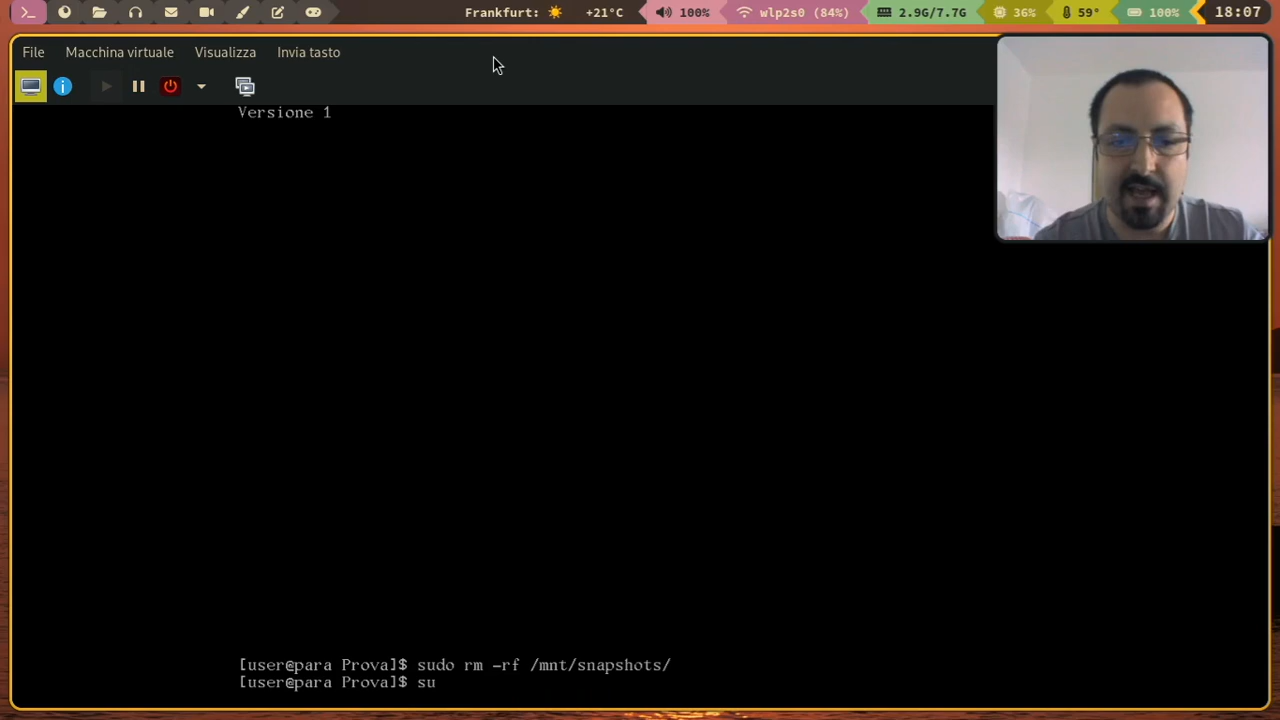 Frankfurt: +21°C 100% wlp2s0 (84%) 2.9G/7.7G 36% 59° 100% 18:07
File Macchina virtuale Visualizza Invia tasto
Versione 1
[user@para Prova]$ sudo rm -rf /mnt/snapshots/
[user@para Prova]$ su